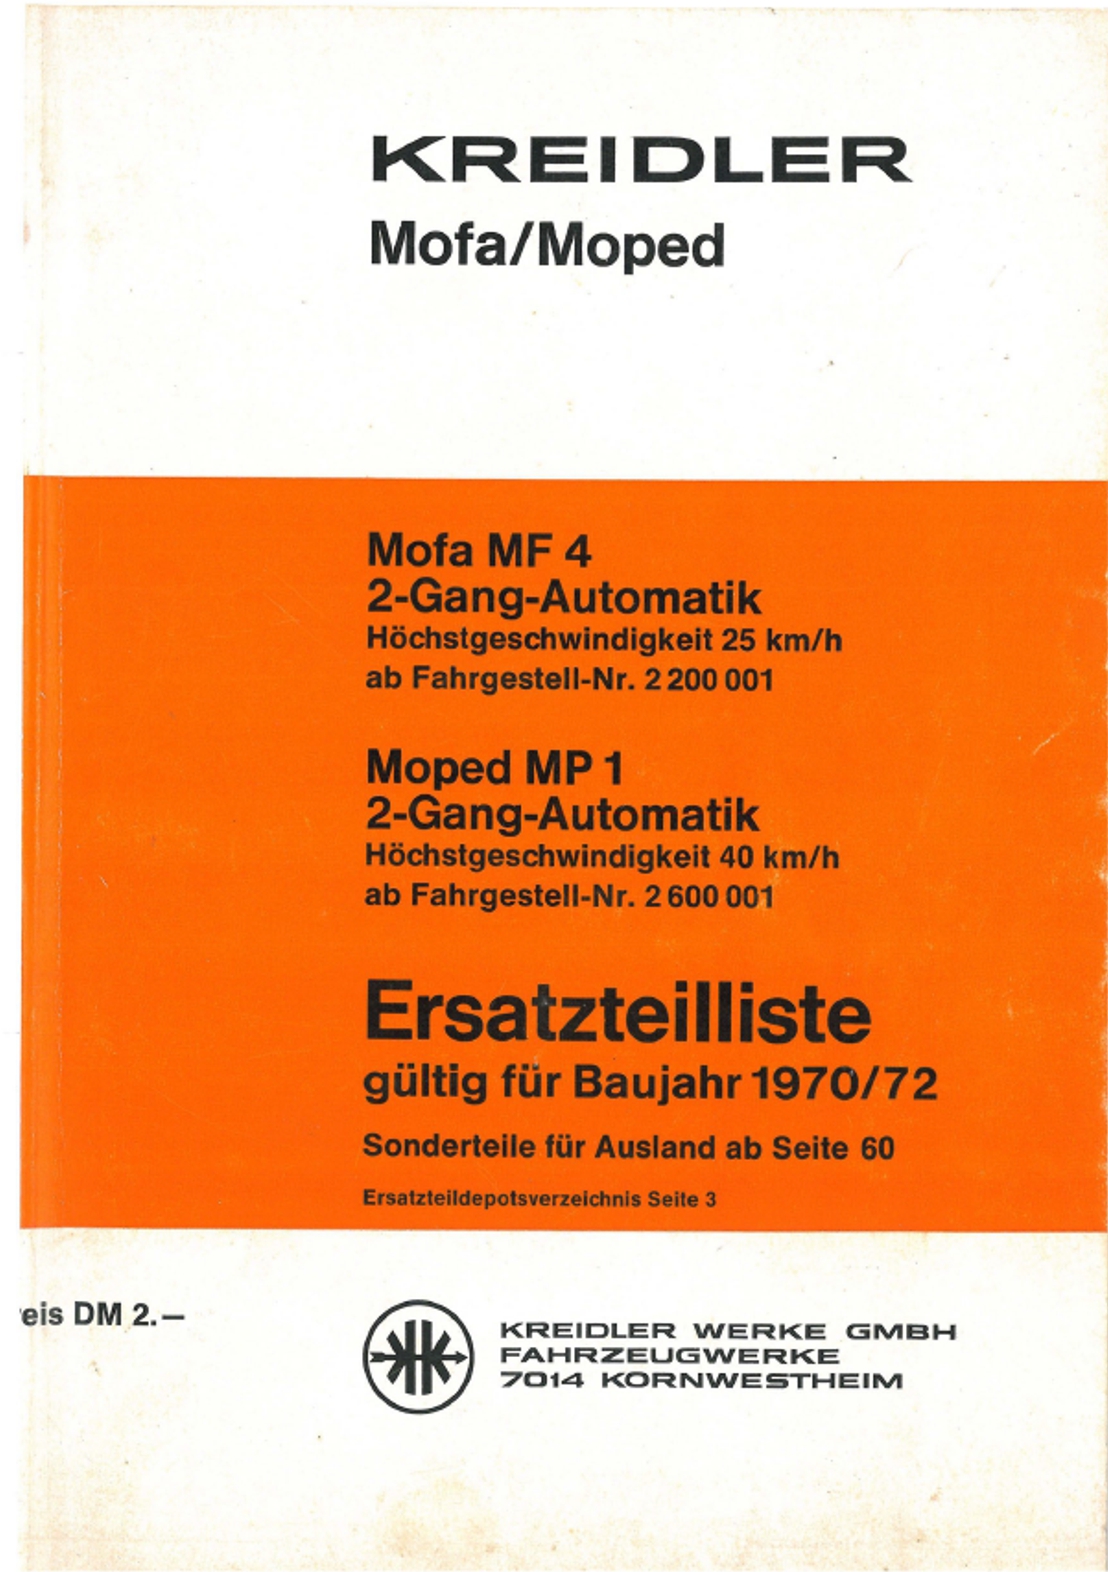 KREIDLER
Mofa/Moped
Mofa MF 4
2-Gang-Automatik
Höchstgeschwindigkeit 25 km/h
ab Fahrgestell-Nr. 2 200 001
Moped MP 1
2-Gang-Automatik
Höchstgeschwindigkeit 40 km/h
ab Fahrgestell-Nr. 2 600 001
Ersatzteilliste
gültig für Baujahr 1970/72
Sonderteile für Ausland ab Seite 60
Ersatzteildepotsverzeichnis Seite 3
eis DM 2.—
KREIDLER WERKE GMBH
FAHRZEUGWERKE
7014 KORNWESTHEIM